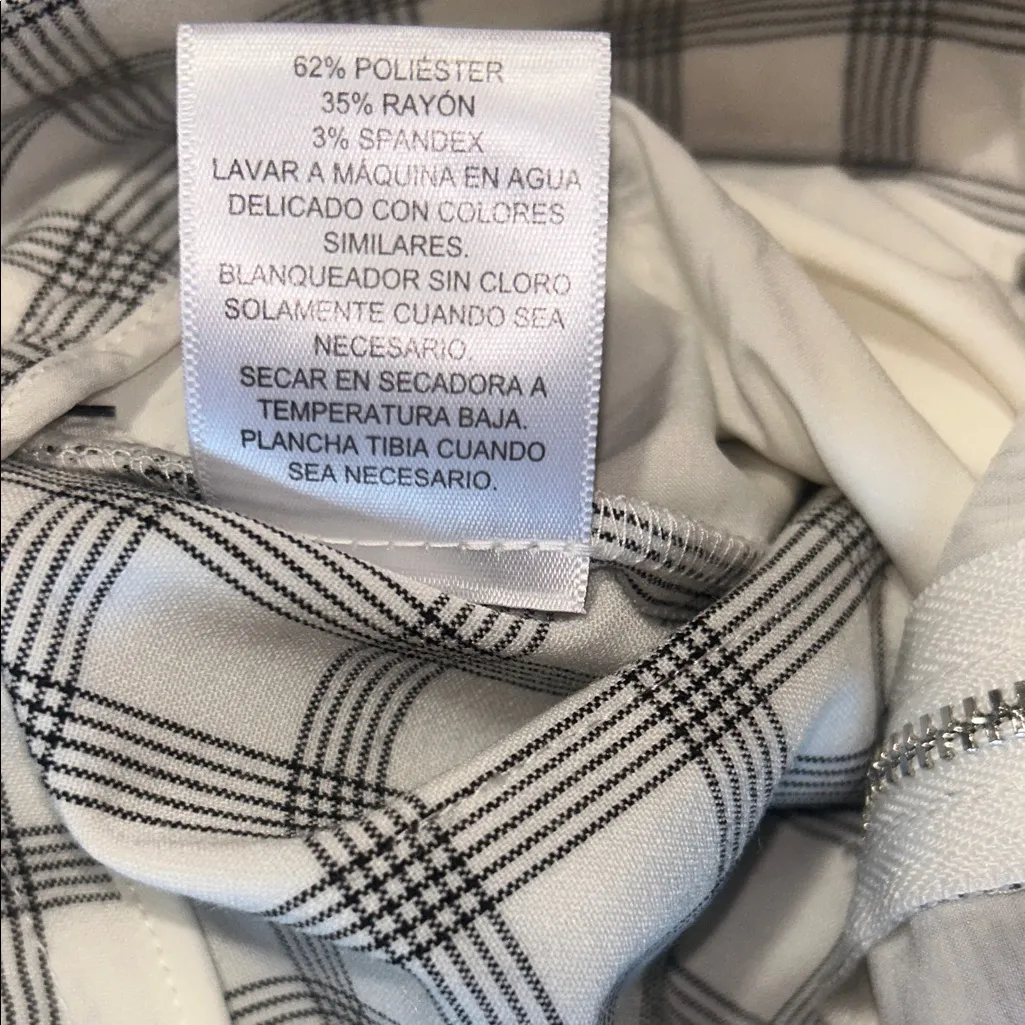 62% POLIÉSTER
35% RAYÓN
3% SPANDEX
LAVAR A MÁQUINA EN AGUA
DELICADO CON COLORES
SIMILARES.
BLANQUEADOR SIN CLORO
SOLAMENTE CUANDO SEA
NECESARIO.
SECAR EN SECADORA A
TEMPERATURA BAJA.
PLANCHA TIBIA CUANDO
SEA NECESARIO.